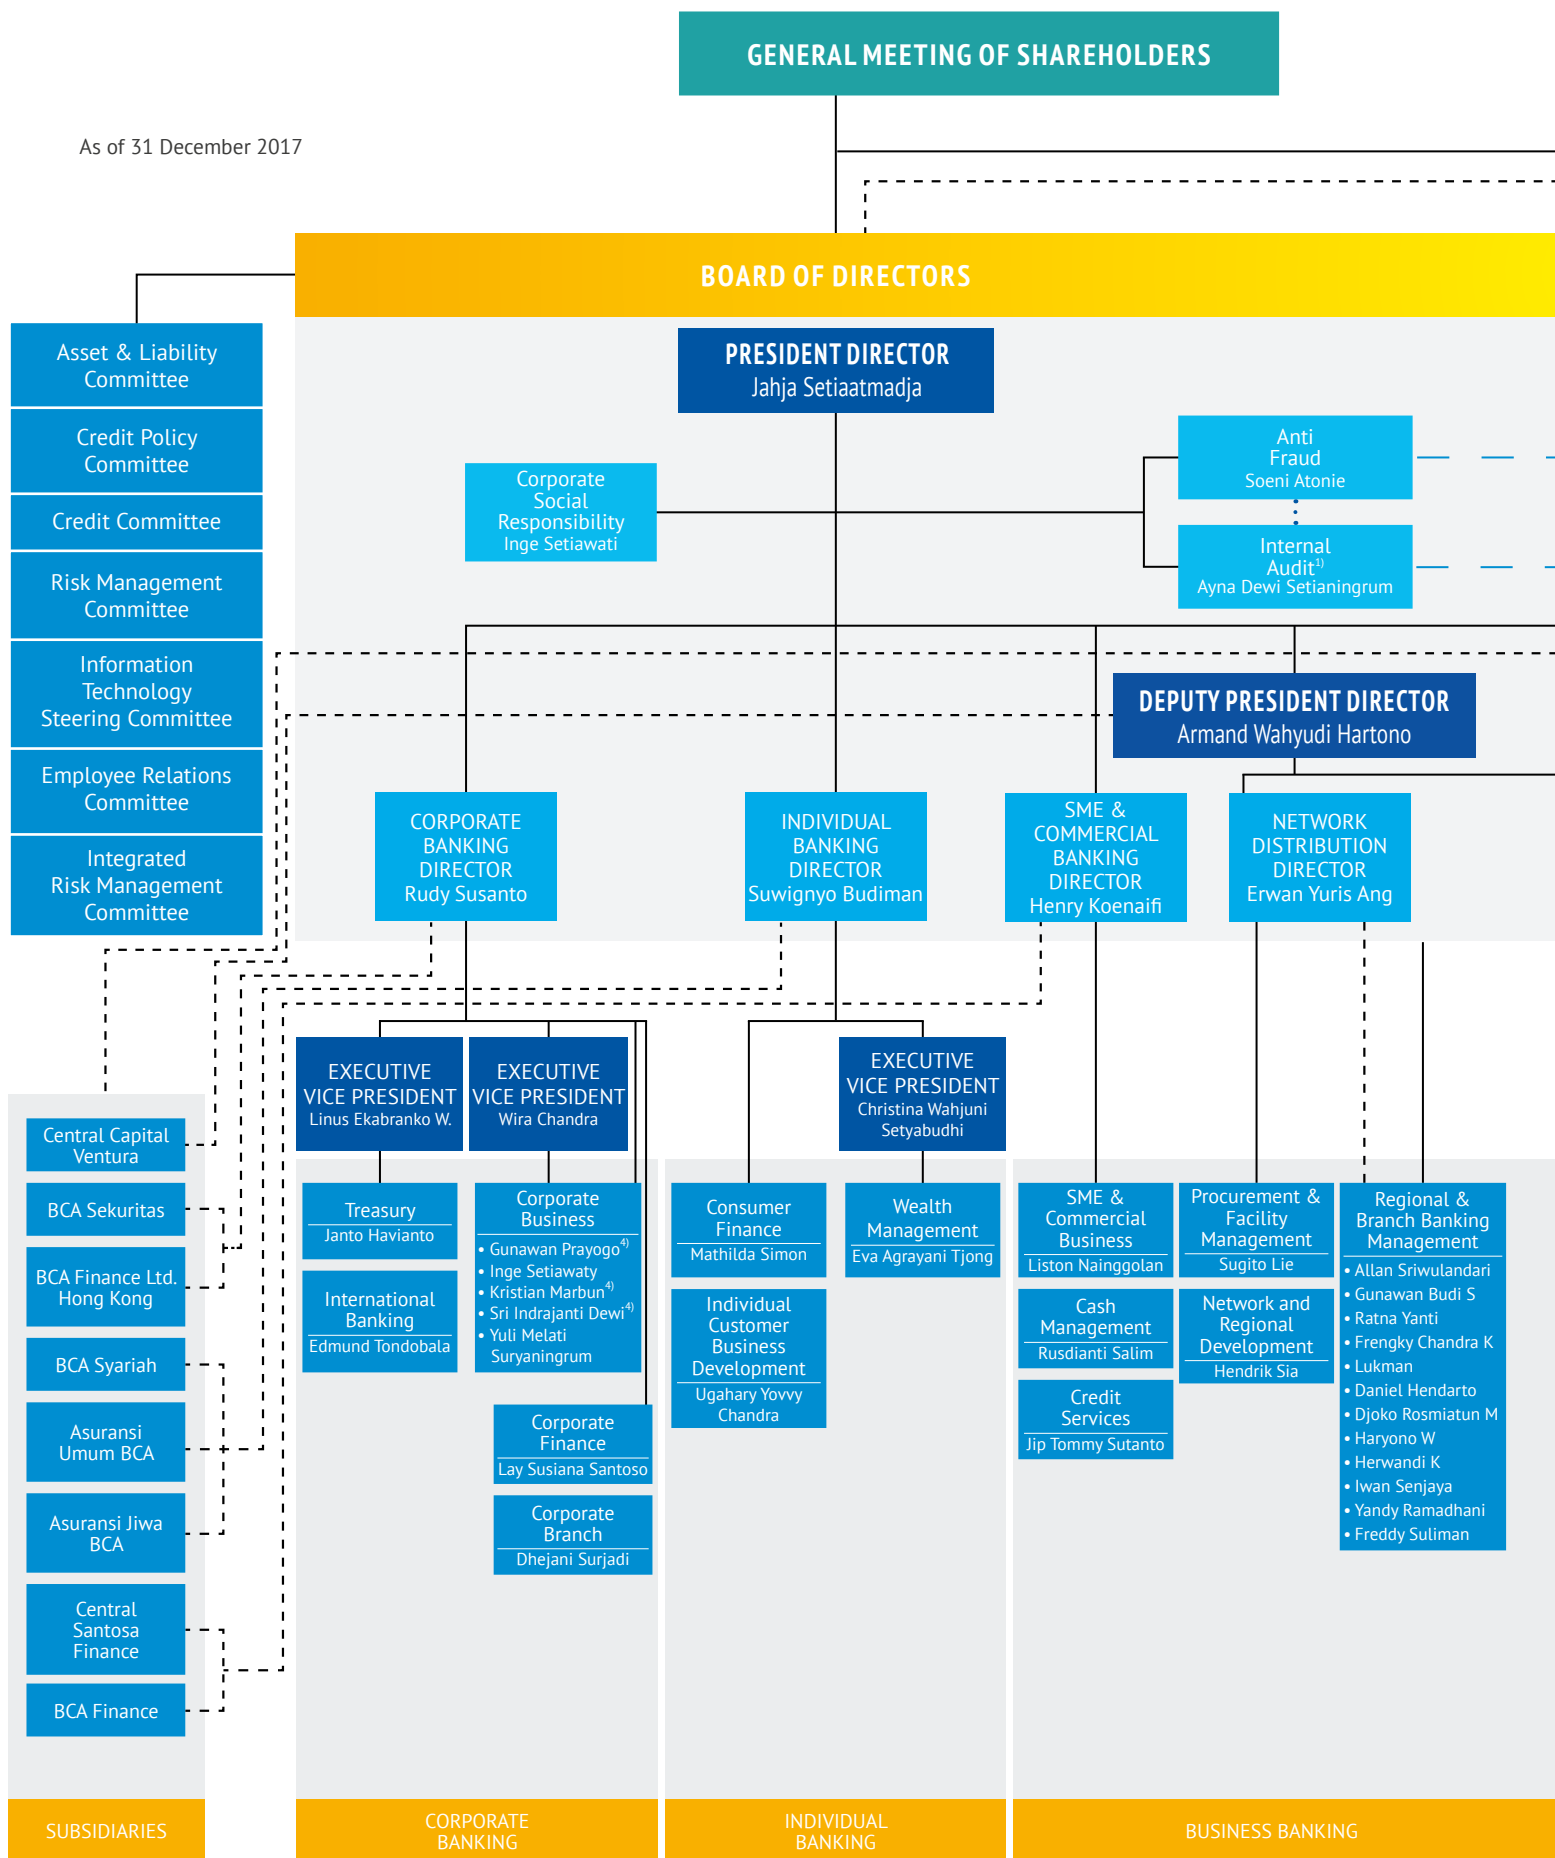 GENERAL MEETING OF SHAREHOLDERS
As of 31 December 2017
BOARD OF DIRECTORS
Asset & Liability
Committee
Credit Policy
Committee
Credit Committee
Risk Management
Committee
Information
Technology
Steering Committee
Employee Relations
Committee
Integrated
Risk Management
Committee
PRESIDENT DIRECTOR
Jahja Setiaatmadja
Corporate
Social
Responsibility
Inge Setiawati
Anti
Fraud
Soeni Atonie
Internal
Audit1)
Ayna Dewi Setianingrum
DEPUTY PRESIDENT DIRECTOR
Armand Wahyudi Hartono
CORPORATE
BANKING
DIRECTOR
Rudy Susanto
INDIVIDUAL
BANKING
DIRECTOR
Suwignyo Budiman
SME &
COMMERCIAL
BANKING
DIRECTOR
Henry Koenaifi
NETWORK
DISTRIBUTION
DIRECTOR
Erwan Yuris Ang
EXECUTIVE
VICE PRESIDENT
Linus Ekabranko W.
EXECUTIVE
VICE PRESIDENT
Wira Chandra
EXECUTIVE
VICE PRESIDENT
Christina Wahjuni
Setyabudhi
Central Capital
Ventura
BCA Sekuritas
BCA Finance Ltd.
Hong Kong
BCA Syariah
Asuransi
Umum BCA
Asuransi Jiwa
BCA
Central
Santosa
Finance
BCA Finance
SUBSIDIARIES
Treasury
Janto Havianto
International
Banking
Edmund Tondobala
Corporate
Business
• Gunawan Prayogo4)
• Inge Setiawaty
• Kristian Marbun4)
• Sri Indrajanti Dewi4)
• Yuli Melati
Suryaningrum
Corporate
Finance
Lay Susiana Santoso
Corporate
Branch
Dhejani Surjadi
CORPORATE
BANKING
Consumer
Finance
Mathilda Simon
Individual
Customer
Business
Development
Ugahary Yovvy
Chandra
Wealth
Management
Eva Agrayani Tjong
INDIVIDUAL
BANKING
SME &
Commercial
Business
Liston Nainggolan
Cash
Management
Rusdianti Salim
Credit
Services
Jip Tommy Sutanto
Procurement &
Facility
Management
Sugito Lie
Network and
Regional
Development
Hendrik Sia
Regional &
Branch Banking
Management
• Allan Sriwulandari
• Gunawan Budi S
• Ratna Yanti
• Frengky Chandra K
• Lukman
• Daniel Hendarto
• Djoko Rosmiatun M
• Haryono W
• Herwandi K
• Iwan Senjaya
• Yandy Ramadhani
• Freddy Suliman
BUSINESS BANKING